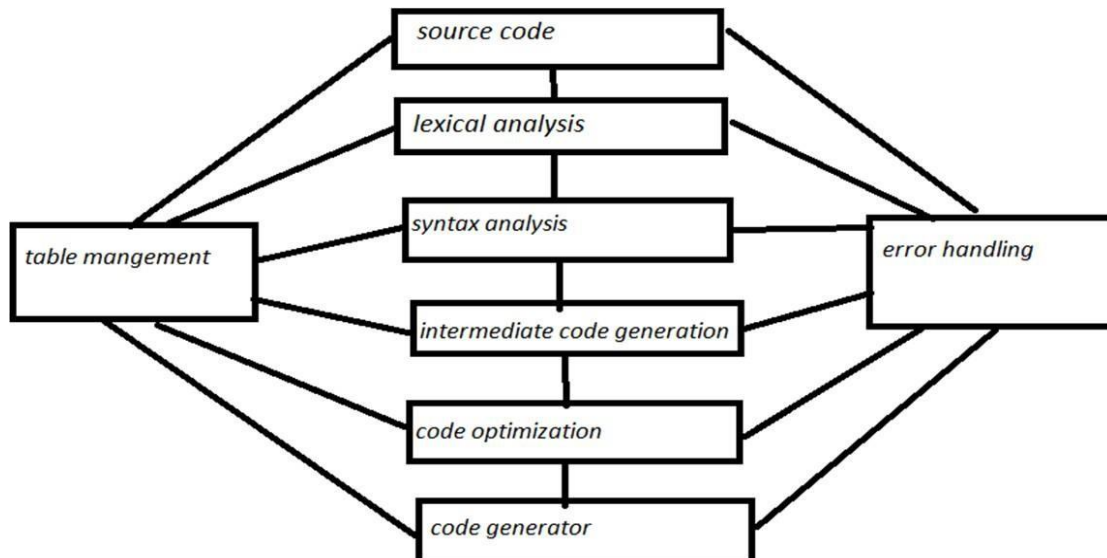 source code
lexical analysis
syntax analysis
table mangement
error handling
intermediate code generation
code optimization
code generator